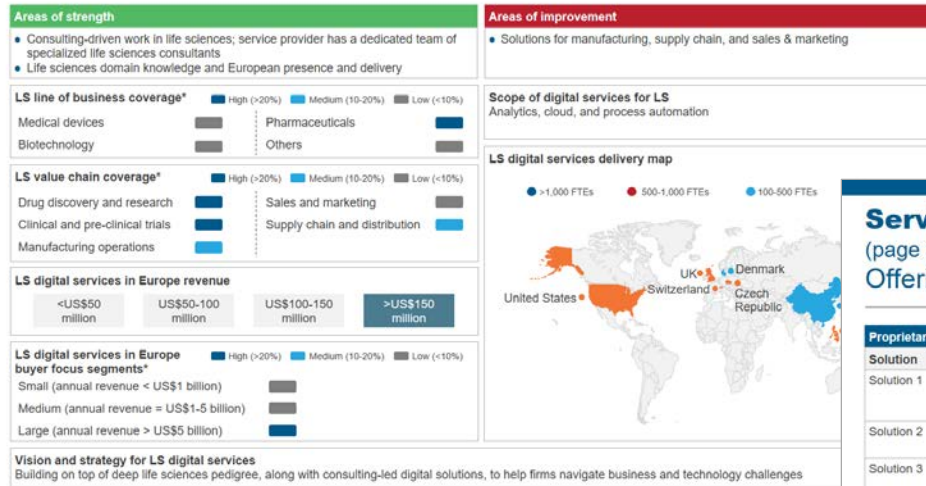 Areas of strength
• Consulting-driven work in life sciences; service provider has a dedicated team of
specialized life sciences consultants
• Life sciences domain knowledge and European presence and delivery
Areas of improvement
• Solutions for manufacturing, supply chain, and sales & marketing
LS line of business coverage* High (>20%) Medium (10-20%) Low (<10%)
Medical devices Pharmaceuticals
Biotechnology Others
Scope of digital services for LS
Analytics, cloud, and process automation
LS value chain coverage* High (>20%) Medium (10-20%) Low (<10%)
Drug discovery and research Sales and marketing
Clinical and pre-clinical trials Supply chain and distribution
Manufacturing operations
LS digital services in Europe revenue
<US$50 million
US$50-100 million
US$100-150 million
>US$150 million
LS digital services in Europe
buyer focus segments* High (>20%) Medium (10-20%) Low (<10%)
Small (annual revenue < US$1 billion)
Medium (annual revenue = US$1-5 billion)
Large (annual revenue > US$5 billion)
LS digital services delivery map
>1,000 FTEs 500-1,000 FTEs 100-500 FTEs
UK
Denmark
Switzerland
Czech
Republic
United States
Vision and strategy for LS digital services
Building on top of deep life sciences pedigree, along with consulting-led digital solutions, to help firms navigate business and technology challenges
(page
Solution
Solution 1
Solution 2
Solution 3